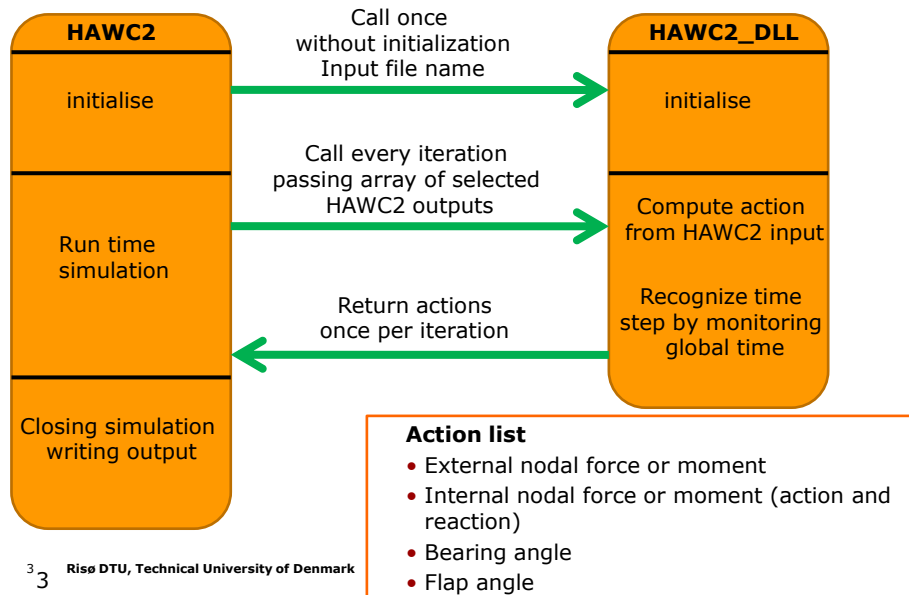 HAWC2
initialise
Run time
simulation
Closing simulation
writing output
Call once
without initialization
Input file name
Call every iteration
passing array of selected
HAWC2 outputs
Return actions
once per iteration
HAWC2_DLL
initialise
Compute action
from HAWC2 input
Recognize time
step by monitoring
global time
Action list
• External nodal force or moment
• Internal nodal force or moment (action and
reaction)
• Bearing angle
• Flap angle
3 3 Risø DTU, Technical University of Denmark